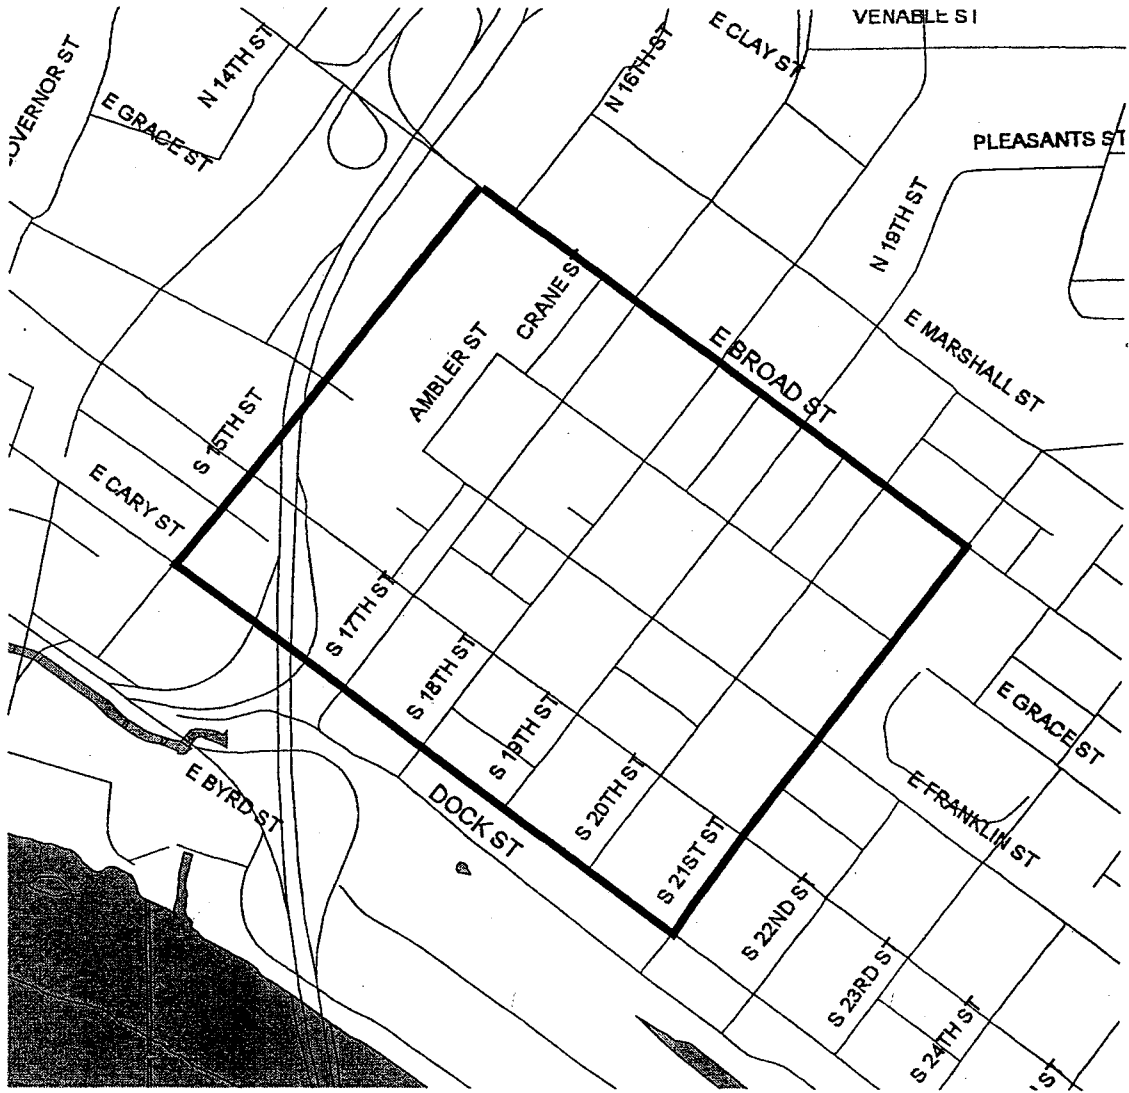 VENABLE ST
E CLAY ST
N 14TH ST
N 16TH ST
OVERNOR ST
E GRACE ST
PLEASANTS ST
N 19TH ST
CRANE ST
E MARSHALL ST
AMBLER ST
E BROAD ST
S 15TH ST
E CARY ST
S 17TH ST
S 18TH ST
S 19TH ST
E GRACE ST
E BYRD ST
DOCK ST
S 20TH ST
E FRANKLIN ST
S 21ST ST
S 22ND ST
S 23RD ST
S 24TH ST
ST